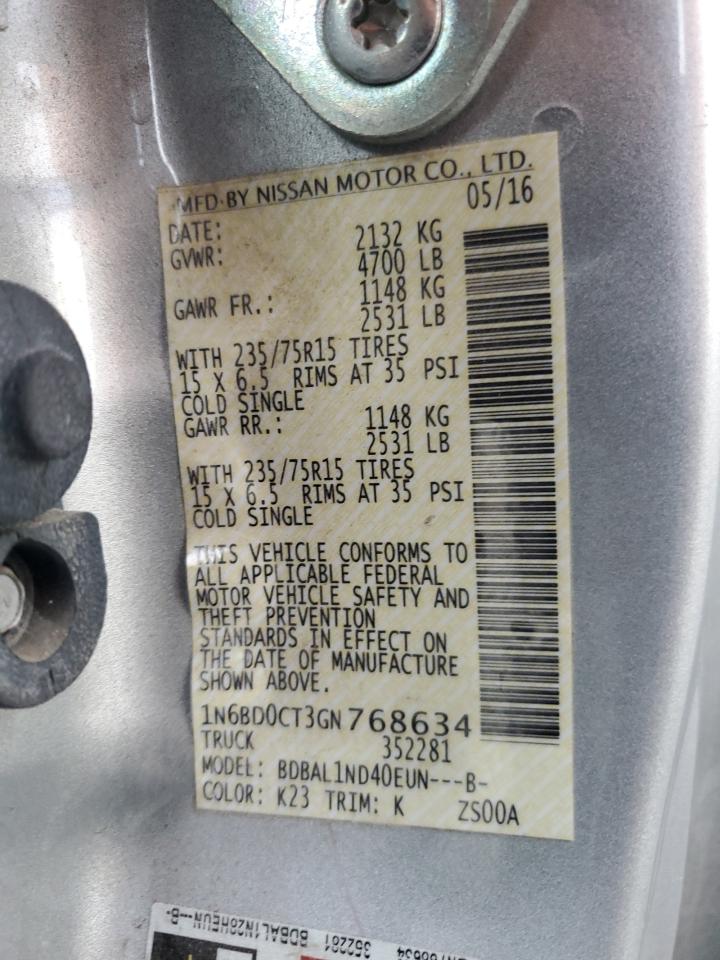 MFD BY NISSAN MOTOR CO., LTD.
DATE: 05/16
GVWR: 2132 KG
4700 LB
GAWR FR.: 1148 KG
2531 LB
WITH 235/75R15 TIRES
15 X 6.5 RIMS AT 35 PSI
COLD SINGLE
GAWR RR.: 1148 KG
2531 LB
WITH 235/75R15 TIRES
15 X 6.5 RIMS AT 35 PSI
COLD SINGLE
THIS VEHICLE CONFORMS TO
ALL APPLICABLE FEDERAL
MOTOR VEHICLE SAFETY AND
THEFT PREVENTION
STANDARDS IN EFFECT ON
THE DATE OF MANUFACTURE
SHOWN ABOVE.
1N6BD0CT3GN768634
TRUCK 352281
MODEL: BDBAL1ND40EUN---B-
COLOR: K23 TRIM: K ZS00A
352281